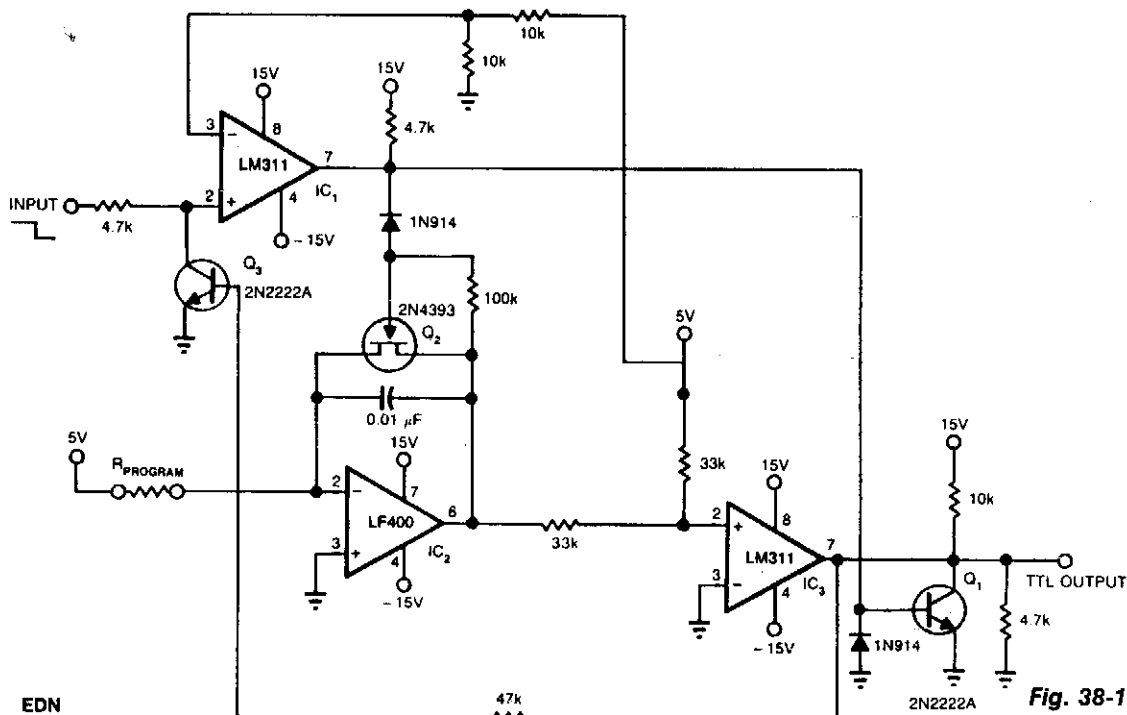 10k
10k
15V
15V
4.7k
3
−
8
LM311
7
2
+
4
IC1
INPUT
4.7k
− 15V
1N914
Q3
2N2222A
100k
2N4393
Q2
5V
0.01 µF
5V
RPROGRAM
15V
33k
15V
15V
2
−
7
LF400
6
3
+
4
IC2
− 15V
33k
2
+
8
LM311
7
3
−
4
IC3
− 15V
10k
Q1
TTL OUTPUT
4.7k
1N914
2N2222A
47k
EDN
Fig. 38-1